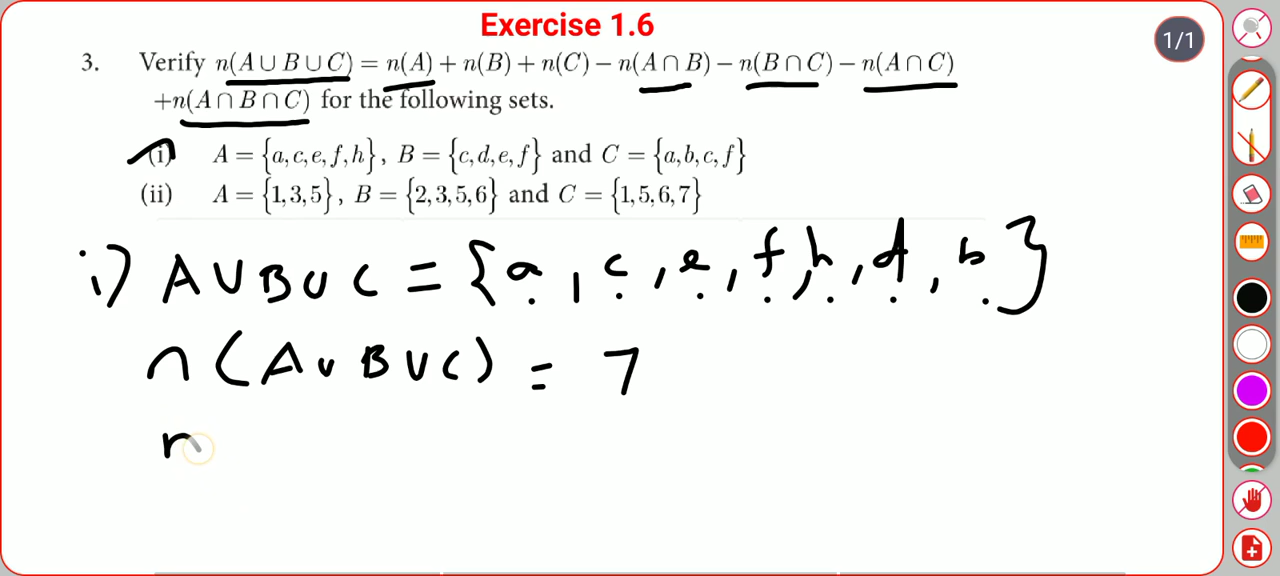 Exercise 1.6
1/1
3. Verify n(A∪B∪C) = n(A) + n(B) + n(C) − n(A∩B) − n(B∩C) − n(A∩C)
+n(A∩B∩C) for the following sets.
(i) A = {a,c,e,f,h}, B = {c,d,e,f} and C = {a,b,c,f}
(ii) A = {1,3,5}, B = {2,3,5,6} and C = {1,5,6,7}
i) A∪B∪C = {a, c, e, f, h, d, b}
n(A∪B∪C) = 7
n